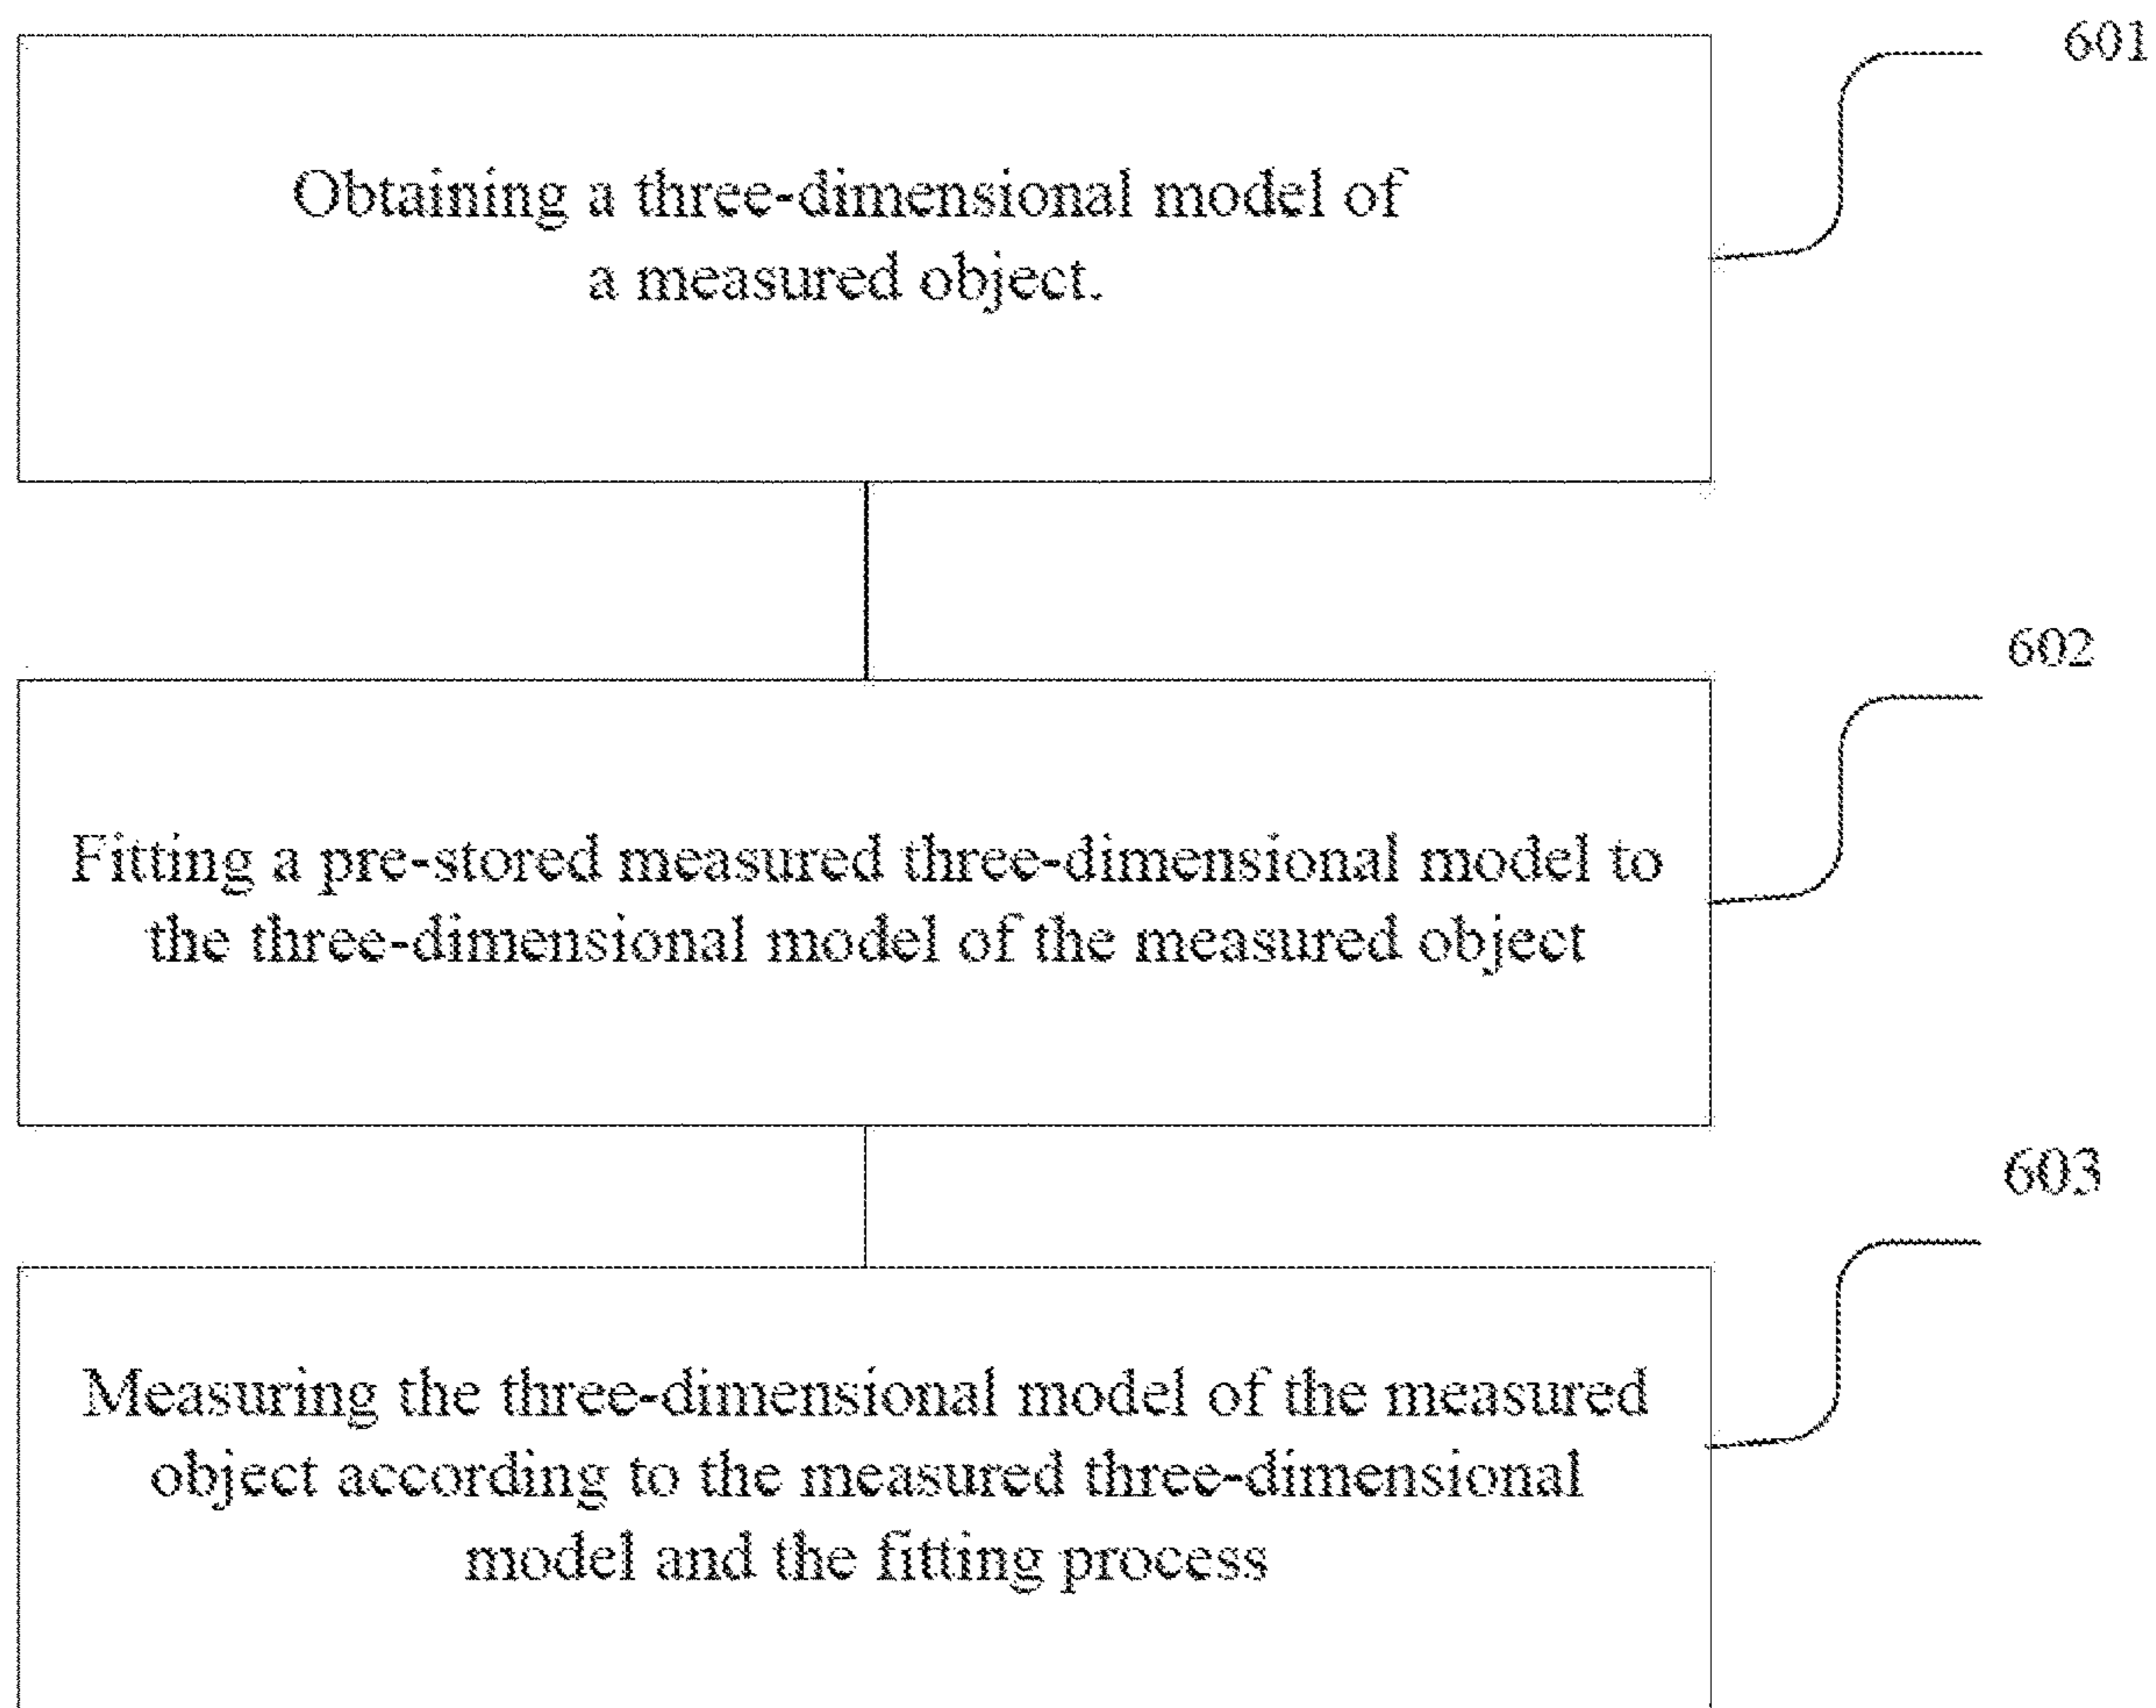 601
Obtaining a three-dimensional model of
a measured object.
602
Fitting a pre-stored measured three-dimensional model to
the three-dimensional model of the measured object
603
Measuring the three-dimensional model of the measured
object according to the measured three-dimensional
model and the fitting process